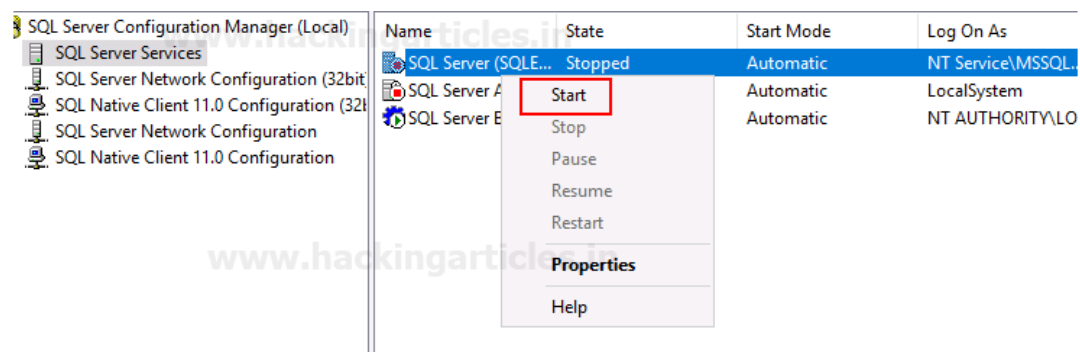 SQL Server Configuration Manager (Local)
SQL Server Services
SQL Server Network Configuration (32bit
SQL Native Client 11.0 Configuration (32
SQL Server Network Configuration
SQL Native Client 11.0 Configuration
Name State Start Mode Log On As
SQL Server (SQLE... Stopped Automatic NT Service\MSSQL...
SQL Server A Automatic LocalSystem
SQL Server B Automatic NT AUTHORITY\LO
Start
Stop
Pause
Resume
Restart
Properties
Help
www.hackingarticles.in
www.hackingarticles.in